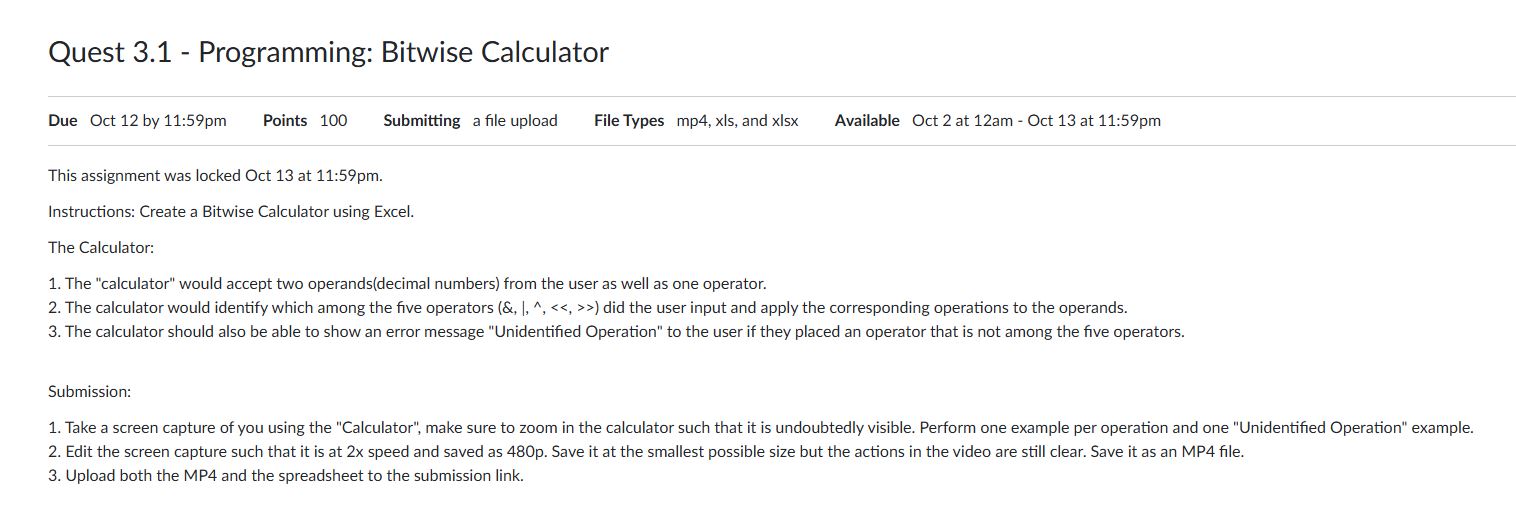 Quest 3.1 - Programming: Bitwise Calculator
Due Oct 12 by 11:59pm Points 100 Submitting a file upload File Types mp4, xls, and xlsx Available Oct 2 at 12am - Oct 13 at 11:59pm
This assignment was locked Oct 13 at 11:59pm.
Instructions: Create a Bitwise Calculator using Excel.
The Calculator:
1. The "calculator" would accept two operands(decimal numbers) from the user as well as one operator.
2. The calculator would identify which among the five operators (&, |, ^, <<, >>) did the user input and apply the corresponding operations to the operands.
3. The calculator should also be able to show an error message "Unidentified Operation" to the user if they placed an operator that is not among the five operators.
Submission:
1. Take a screen capture of you using the "Calculator", make sure to zoom in the calculator such that it is undoubtedly visible. Perform one example per operation and one "Unidentified Operation" example.
2. Edit the screen capture such that it is at 2x speed and saved as 480p. Save it at the smallest possible size but the actions in the video are still clear. Save it as an MP4 file.
3. Upload both the MP4 and the spreadsheet to the submission link.